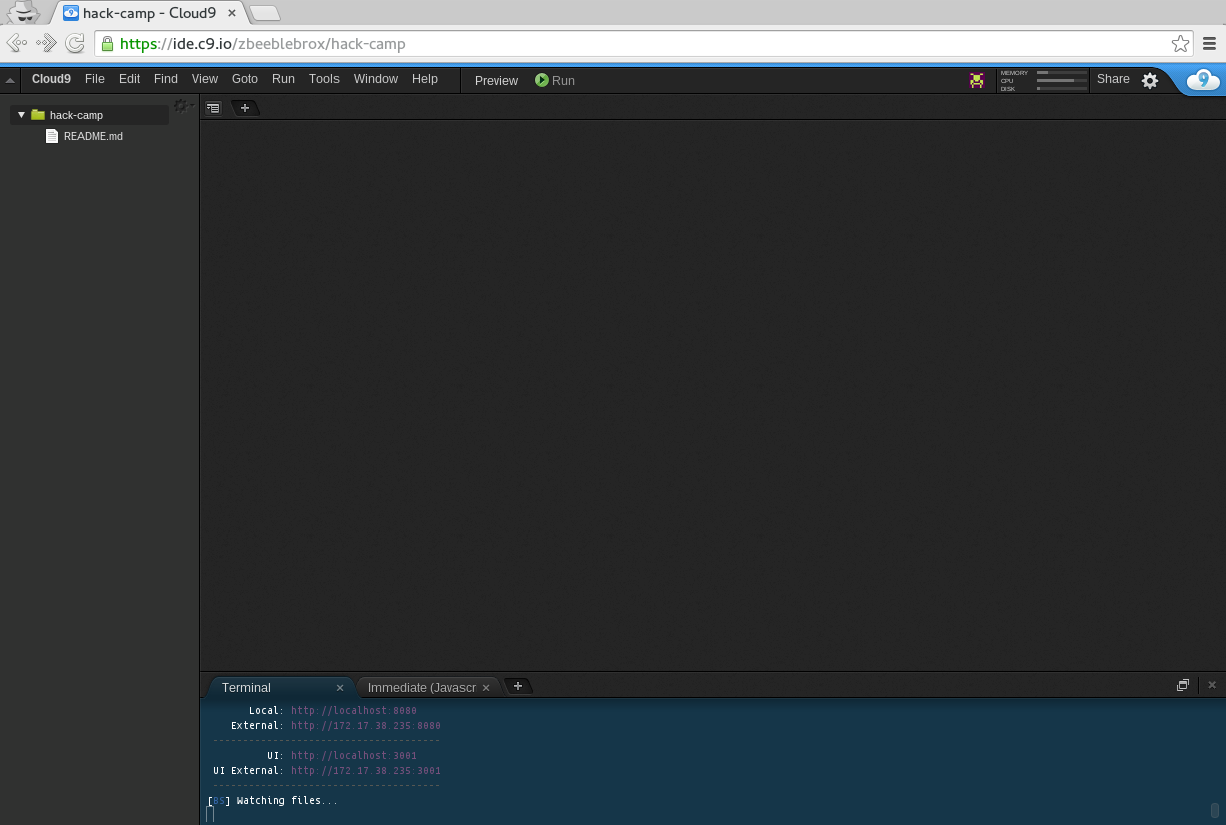 hack-camp - Cloud9 ×
https://ide.c9.io/zbeeblebrox/hack-camp
Cloud9 File Edit Find View Goto Run Tools Window Help Preview Run
MEMORY
CPU
DISK
Share
9
hack-camp
README.md
+
Terminal × Immediate (Javascr × +
Local: http://localhost:8080
External: http://172.17.38.235:8080
-------------------------------------
UI: http://localhost:3001
UI External: http://172.17.38.235:3001
-------------------------------------
[BS] Watching files...